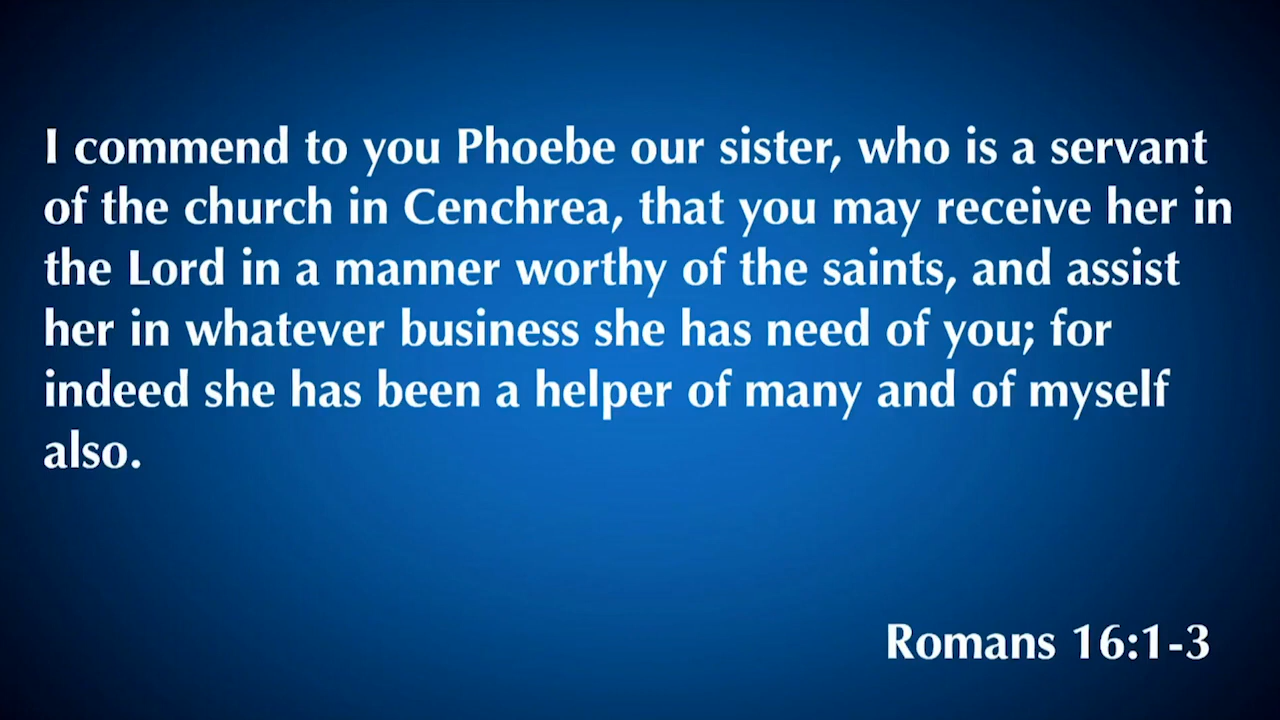 I commend to you Phoebe our sister, who is a servant
of the church in Cenchrea, that you may receive her in
the Lord in a manner worthy of the saints, and assist
her in whatever business she has need of you; for
indeed she has been a helper of many and of myself
also.
Romans 16:1-3